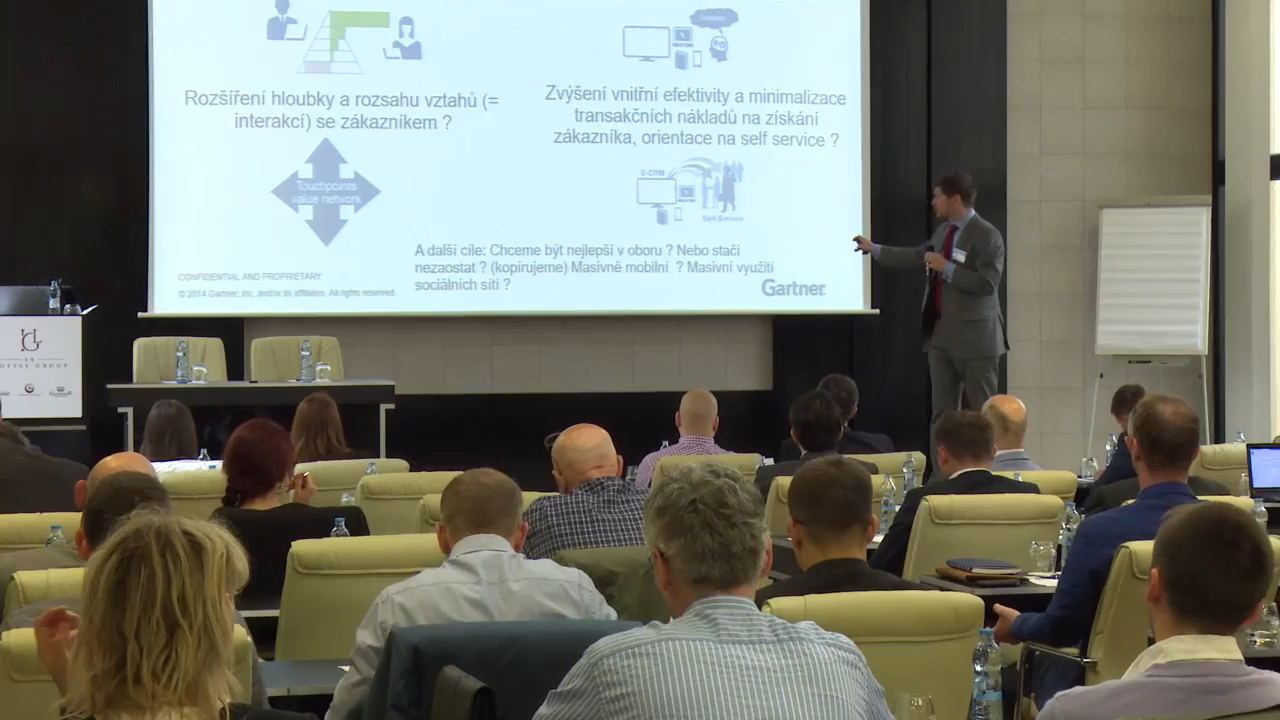 Rozšíření hloubky a rozsahu vztahů (=
interakcí) se zákazníkem ?
Zvýšení vnitřní efektivity a minimalizace
transakčních nákladů na získání
zákazníka, orientace na self service ?
Touchpoints
value network
E-CRM
Self-Service
A další cíle: Chceme být nejlepší v oboru ? Nebo stačí
nezaostat ? (kopírujeme) Masivně mobilní ? Masivní využití
sociálních sítí ?
CONFIDENTIAL AND PROPRIETARY
© 2014 Gartner, Inc. and/or its affiliates. All rights reserved.
Gartner